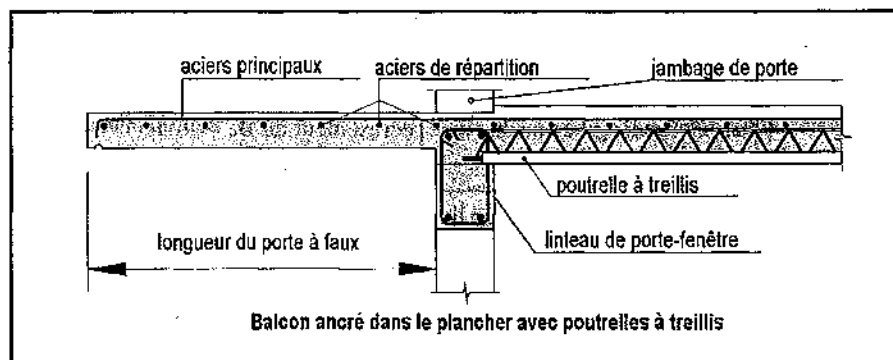 aciers principaux
aciers de répartition
jambage de porte
poutrelle à treillis
longueur du porte à faux
linteau de porte-fenêtre
Balcon ancré dans le plancher avec poutrelles à treillis